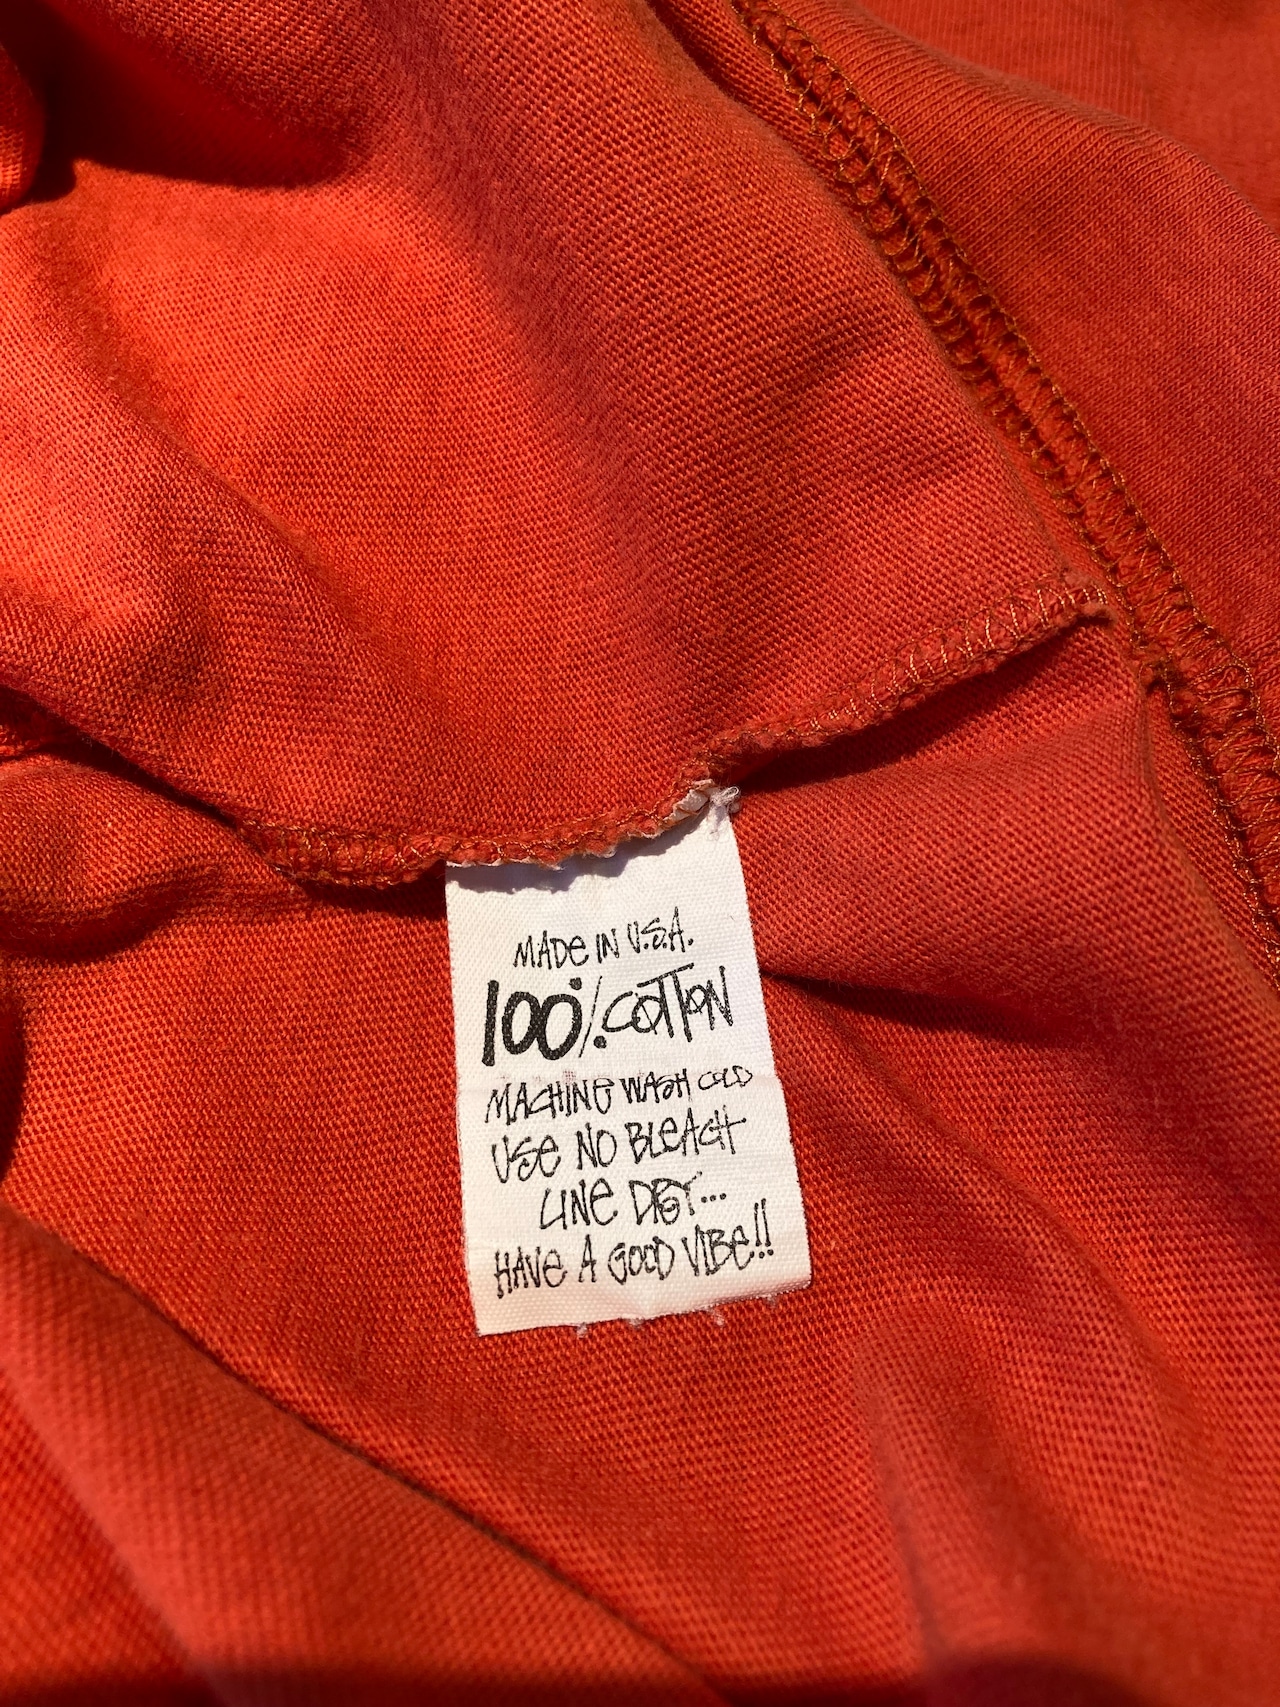 MADE IN U.S.A.
100% COTTON
MACHINE WASH COLD
USE NO BLEACH
LINE DRY...
HAVE A GOOD VIBE!!